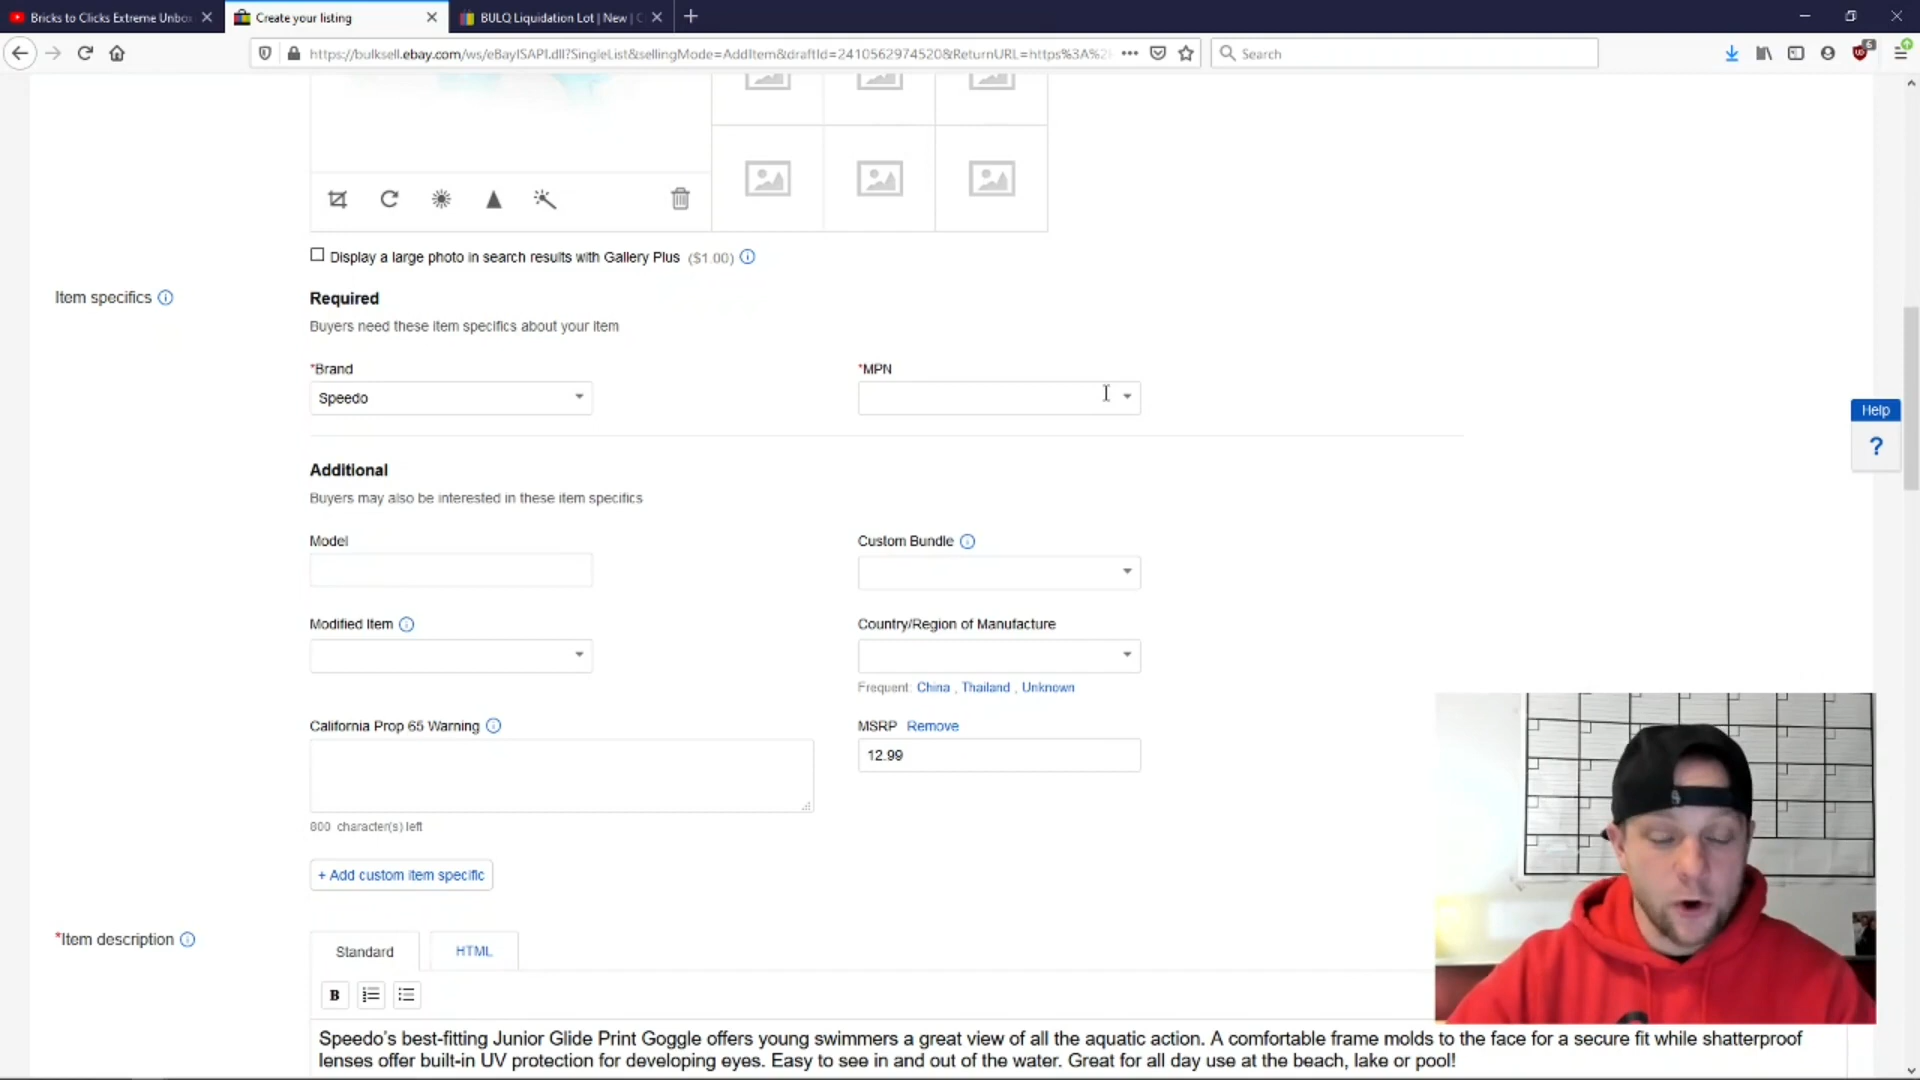 Bricks to Clicks Extreme Unbox
Create your listing
BULQ Liquidation Lot | New | C
https://bulksell.ebay.com/ws/eBayISAPI.dll?SingleList&sellingMode=AddItem&draftId=2410562974520&ReturnURL=https%3A%2F
Search
6
Display a large photo in search results with Gallery Plus ($1.00)
Item specifics
Required
Buyers need these item specifics about your item
*Brand
*MPN
Speedo
Help
?
Additional
Buyers may also be interested in these item specifics
Model
Custom Bundle
Modified Item
Country/Region of Manufacture
Frequent: China , Thailand , Unknown
California Prop 65 Warning
MSRP Remove
12.99
800 character(s) left
+ Add custom item specific
*Item description
Standard
HTML
B
Speedo's best-fitting Junior Glide Print Goggle offers young swimmers a great view of all the aquatic action. A comfortable frame molds to the face for a secure fit while shatterproof
lenses offer built-in UV protection for developing eyes. Easy to see in and out of the water. Great for all day use at the beach, lake or pool!